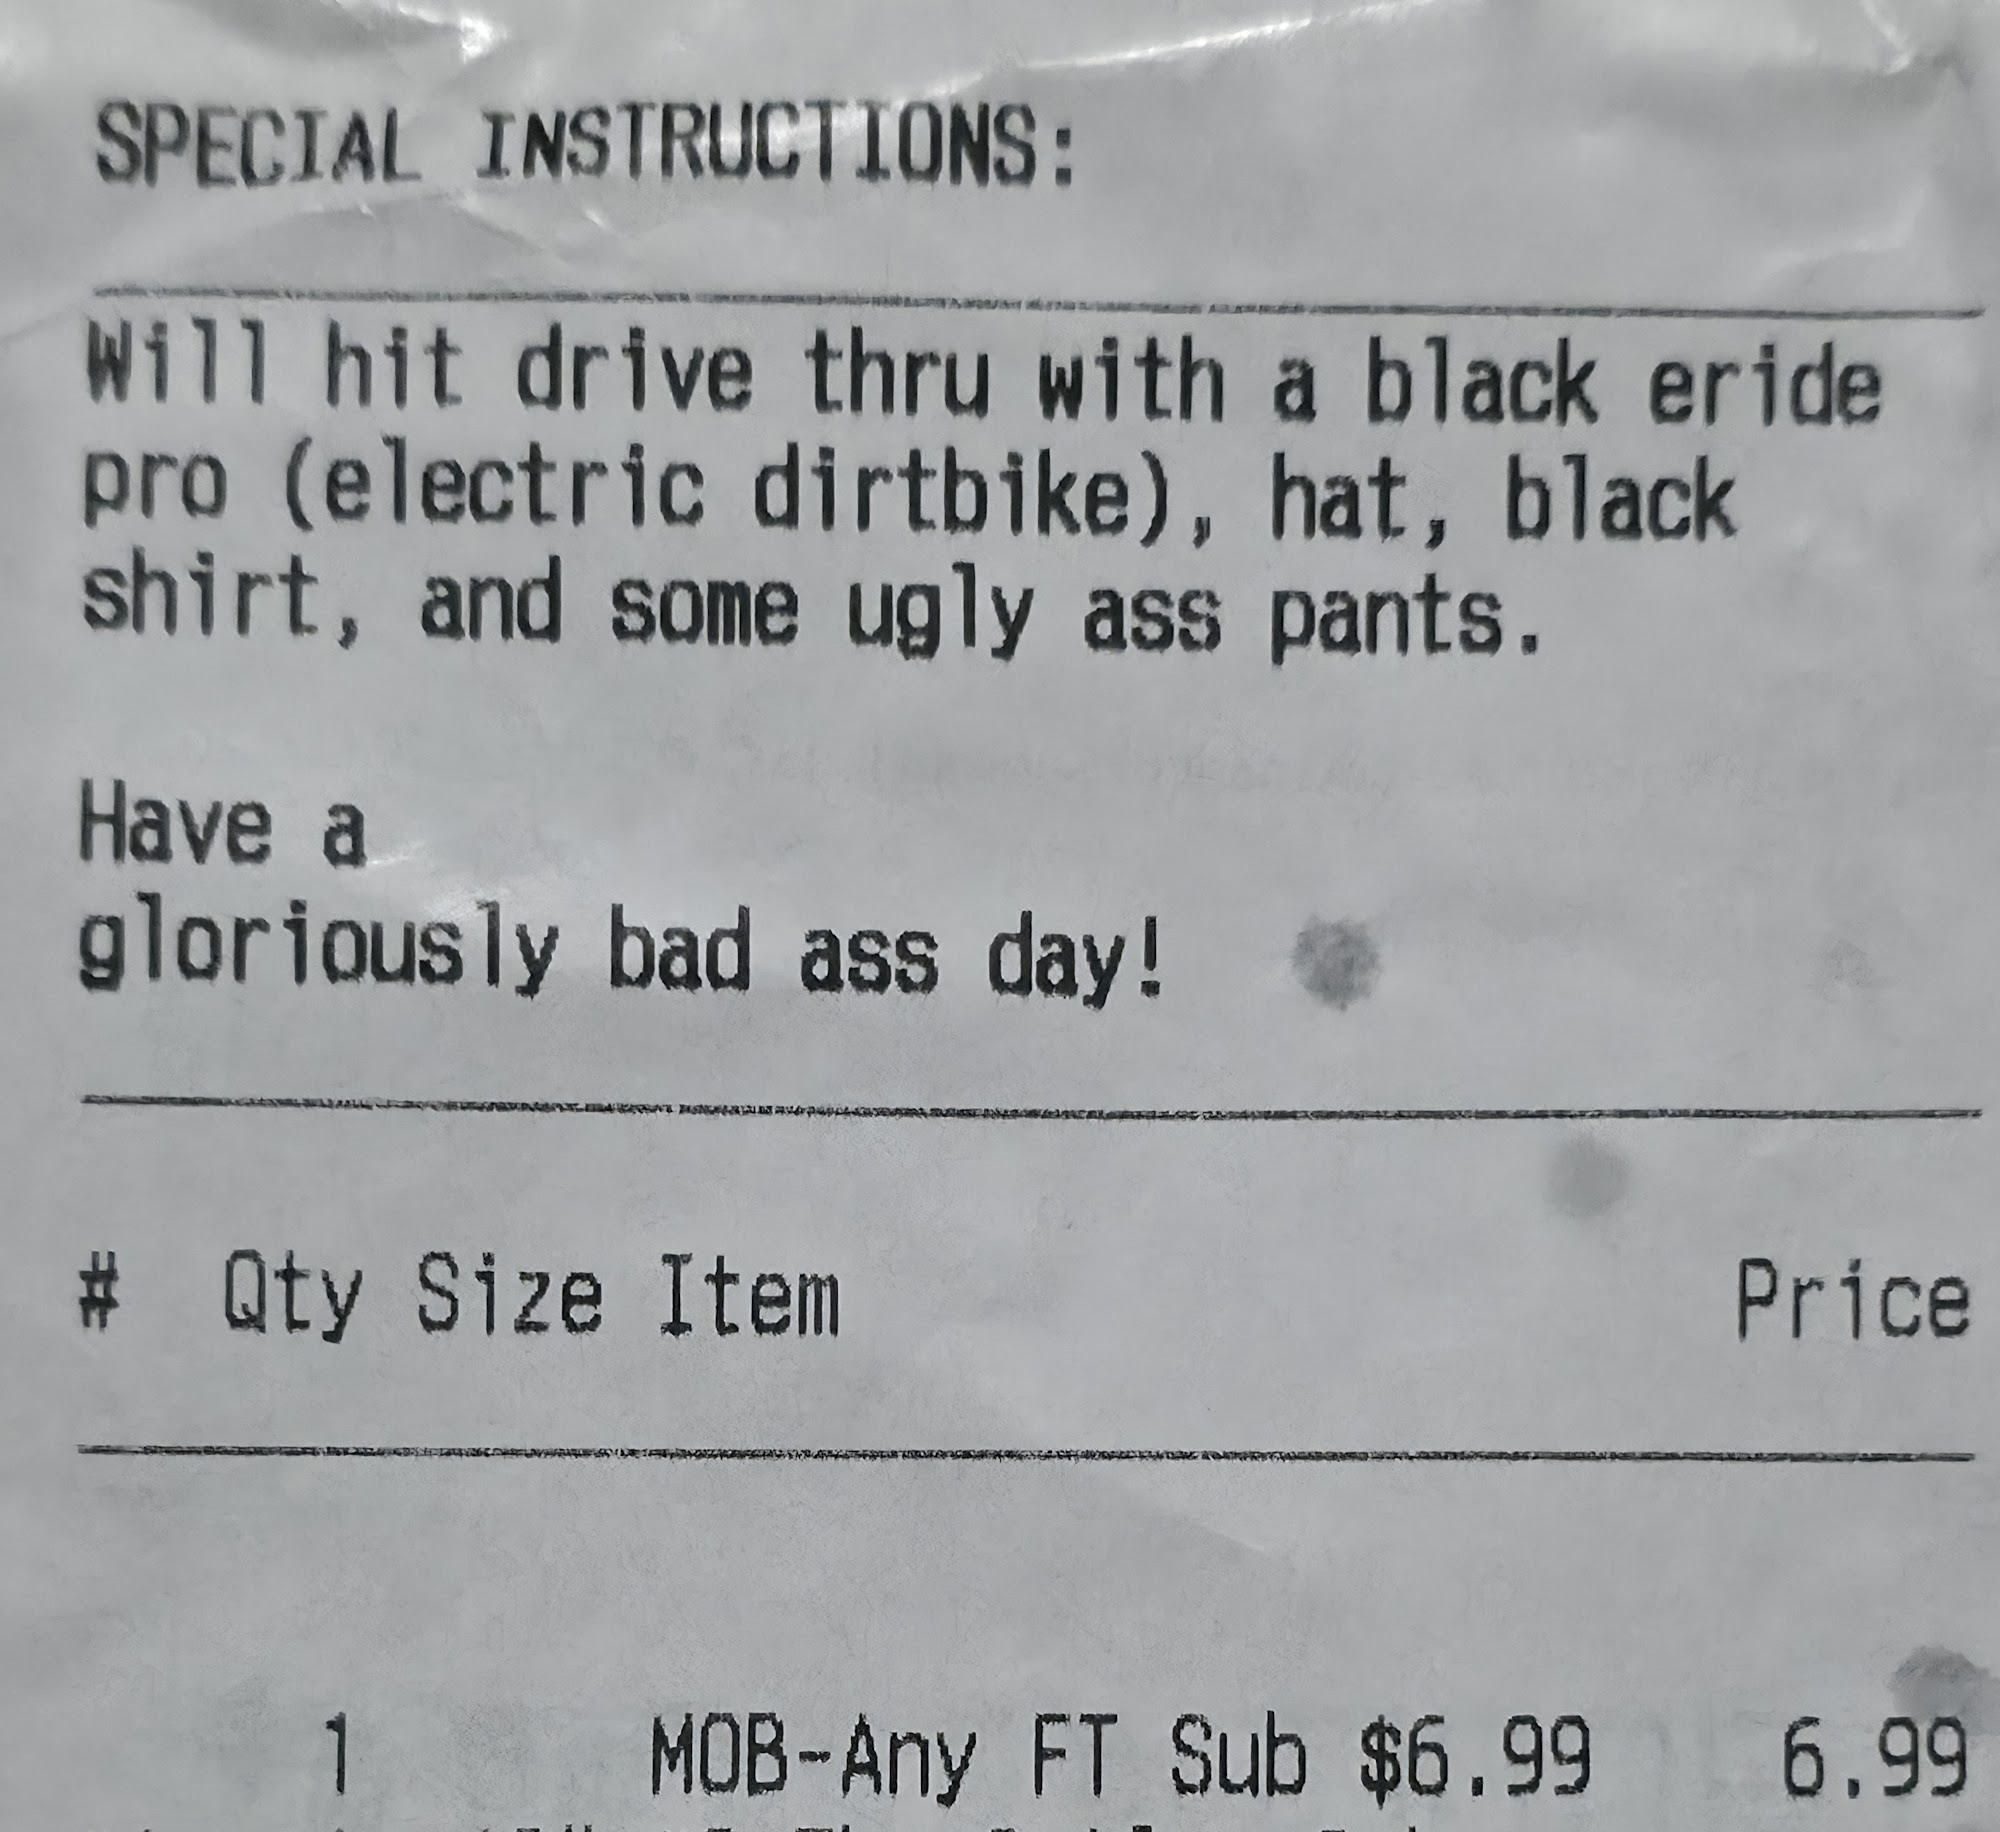 SPECIAL INSTRUCTIONS:
Will hit drive thru with a black eride
pro (electric dirtbike), hat, black
shirt, and some ugly ass pants.
Have a
gloriously bad ass day!
# Qty Size Item Price
1 MOB-Any FT Sub $6.99 6.99